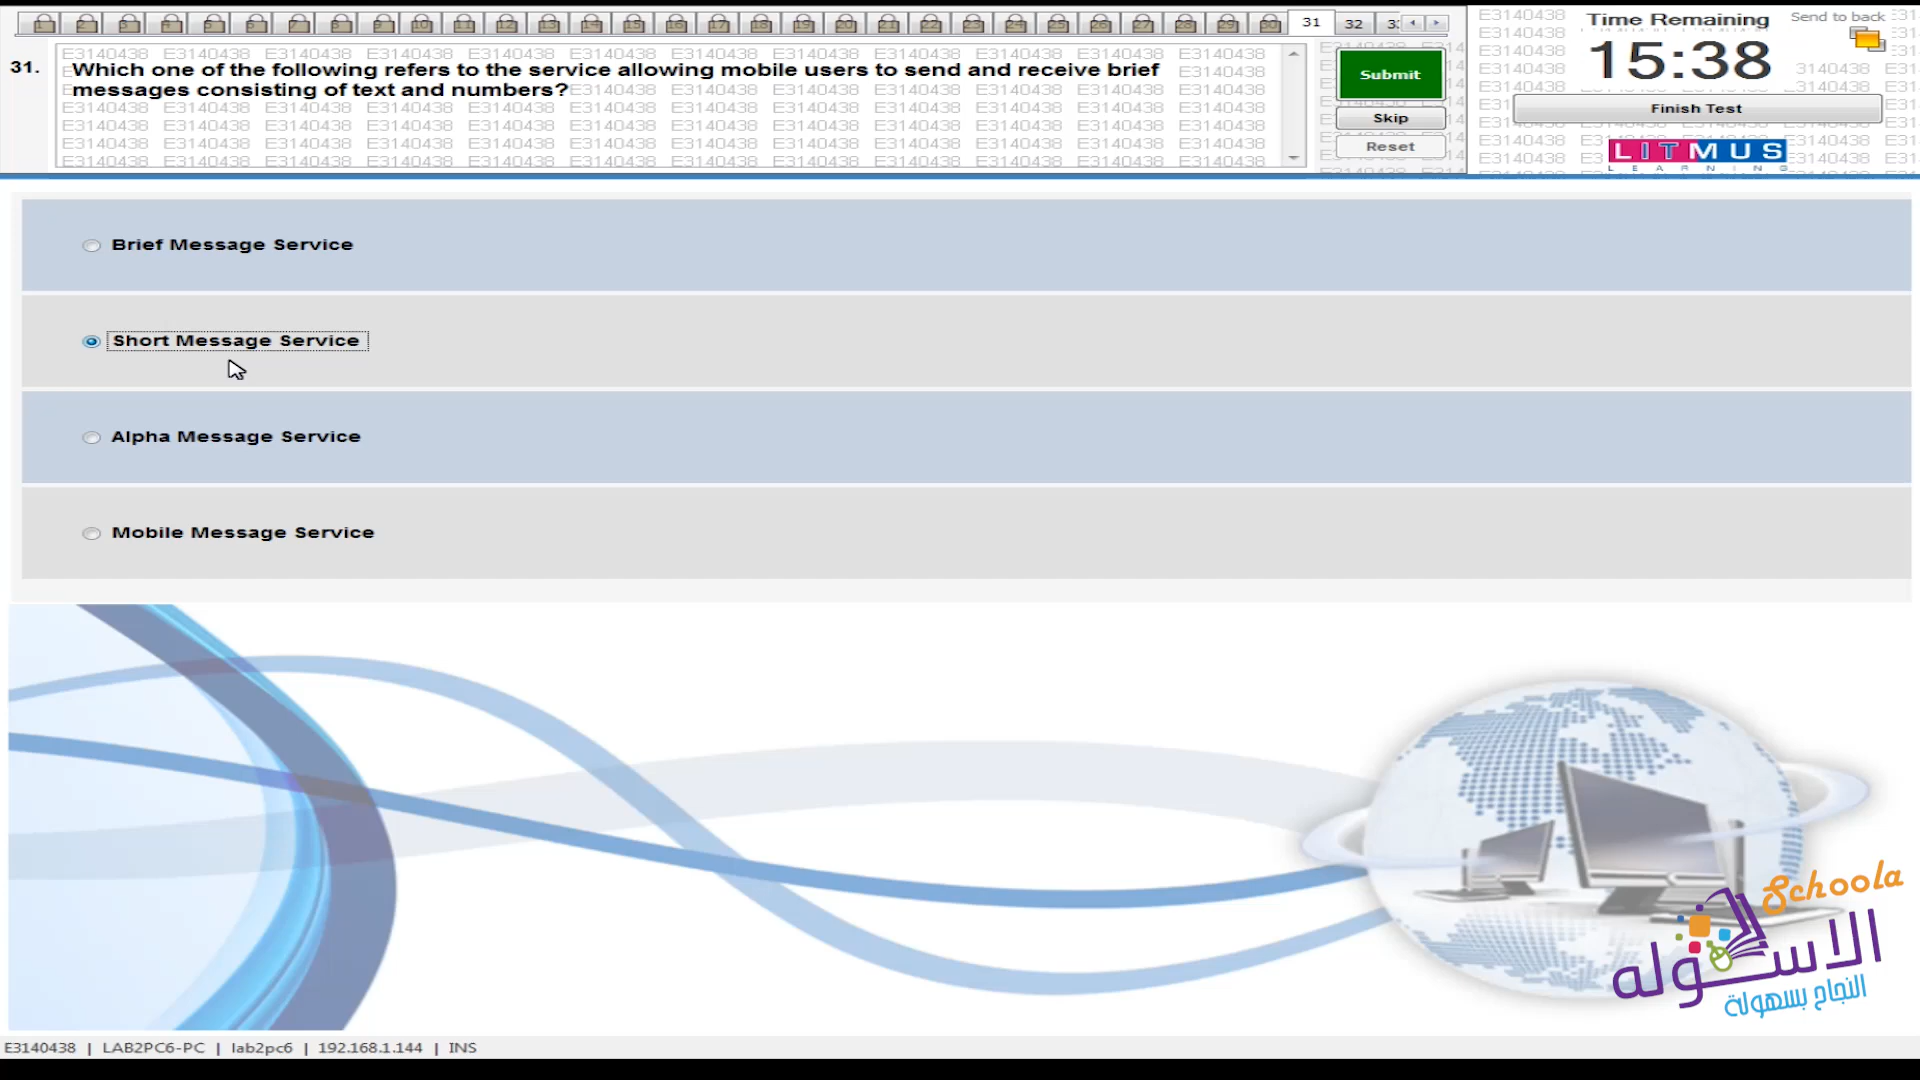 31 32
Time Remaining
Send to back
15:38
31.
Which one of the following refers to the service allowing mobile users to send and receive brief
messages consisting of text and numbers?
Submit
Skip
Reset
Finish Test
LITMUS
LEARNING
Brief Message Service
Short Message Service
Alpha Message Service
Mobile Message Service
Schoola
الاسكوله
النجاح بسهولة
E3140438 | LAB2PC6-PC | lab2pc6 | 192.168.1.144 | INS